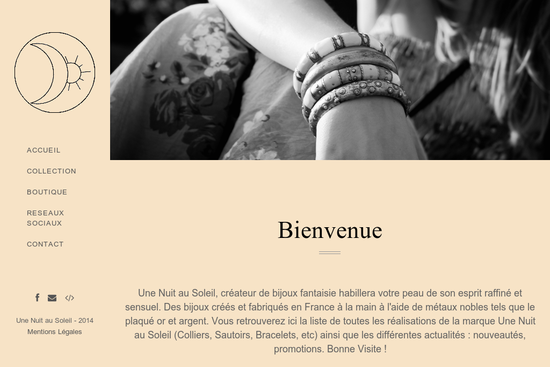 ACCUEIL
COLLECTION
BOUTIQUE
RESEAUX
SOCIAUX
CONTACT
Une Nuit au Soleil - 2014
Mentions Légales
Bienvenue
Une Nuit au Soleil, créateur de bijoux fantaisie habillera votre peau de son esprit raffiné et
sensuel. Des bijoux créés et fabriqués en France à la main à l'aide de métaux nobles tels que le
plaqué or et argent. Vous retrouverez ici la liste de toutes les réalisations de la marque Une Nuit
au Soleil (Colliers, Sautoirs, Bracelets, etc) ainsi que les différentes actualités : nouveautés,
promotions. Bonne Visite !